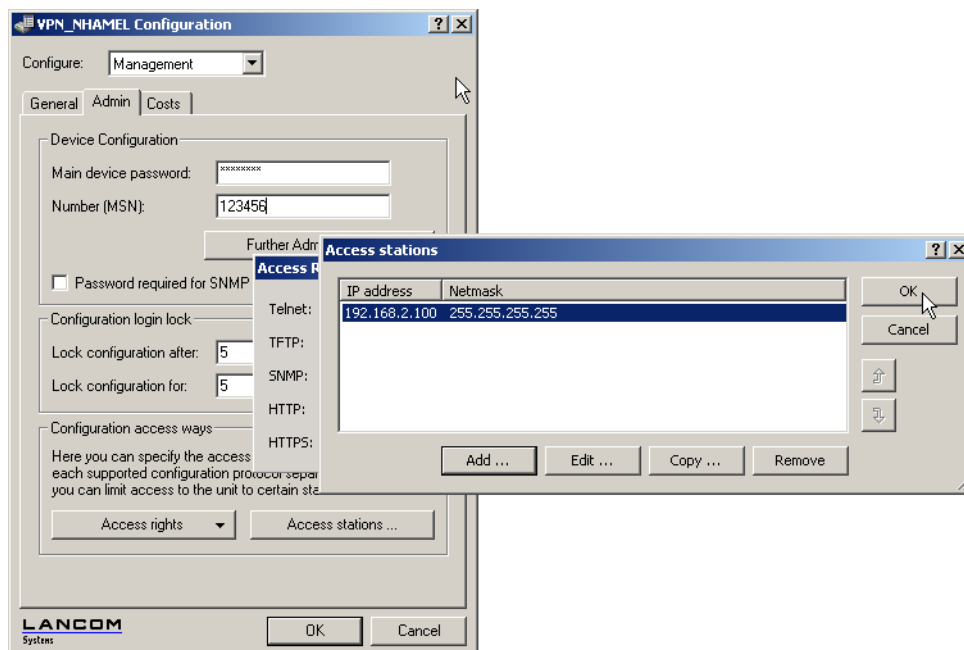 VPN_NHAMEL Configuration
Configure: Management
General Admin Costs
Device Configuration
Main device password: ********
Number (MSN): 123456
Further Adm
Password required for SNMP
Configuration login lock
Lock configuration after: 5
Lock configuration for: 5
Configuration access ways
Here you can specify the access
each supported configuration protocol separ
you can limit access to the unit to certain sta
Access rights Access stations ...
LANCOM
Systems
OK Cancel
Access R
Telnet:
TFTP:
SNMP:
HTTP:
HTTPS:
Access stations
IP address Netmask
192.168.2.100 255.255.255.255
OK
Cancel
Add ... Edit ... Copy ... Remove